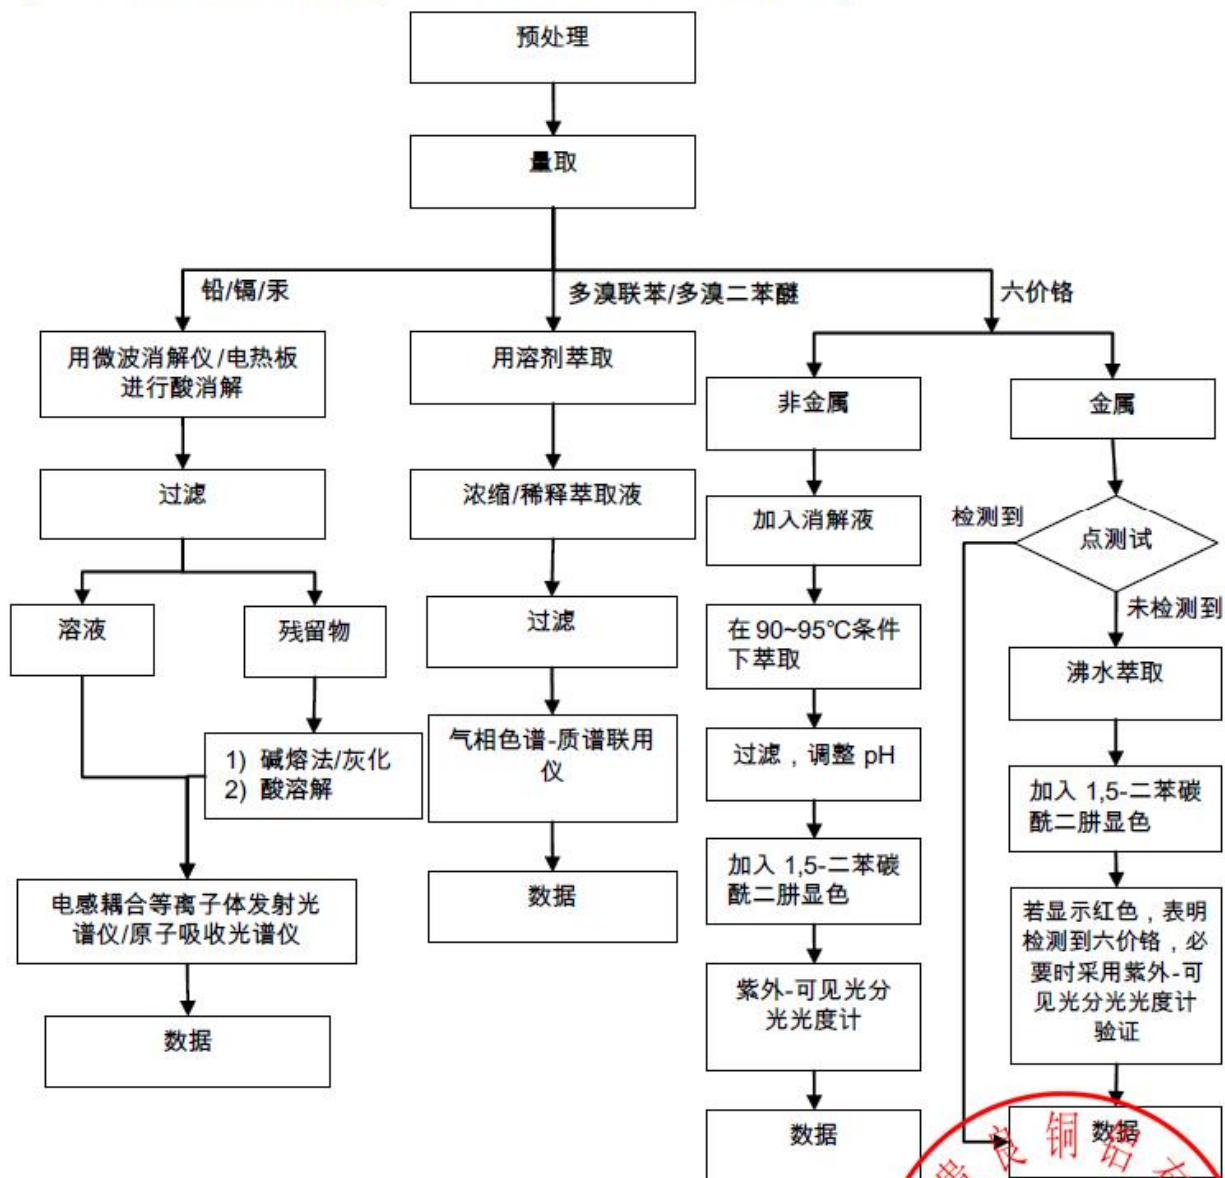 预处理
量取
铅/镉/汞
多溴联苯/多溴二苯醚
六价铬
用微波消解仪/电热板
进行酸消解
过滤
溶液
残留物
1) 碱熔法/灰化
2) 酸溶解
电感耦合等离子体发射光
谱仪/原子吸收光谱仪
数据
用溶剂萃取
浓缩/稀释萃取液
过滤
气相色谱-质谱联用
仪
数据
非金属
加入消解液
在 90~95℃条件
下萃取
过滤，调整 pH
加入 1,5-二苯碳
酰二肼显色
紫外-可见光分
光光度计
数据
金属
点测试
检测到
未检测到
沸水萃取
加入 1,5-二苯碳
酰二肼显色
若显示红色，表明
检测到六价铬，必
要时采用紫外-可
见光分光光度计
验证
数据
良铜铝有